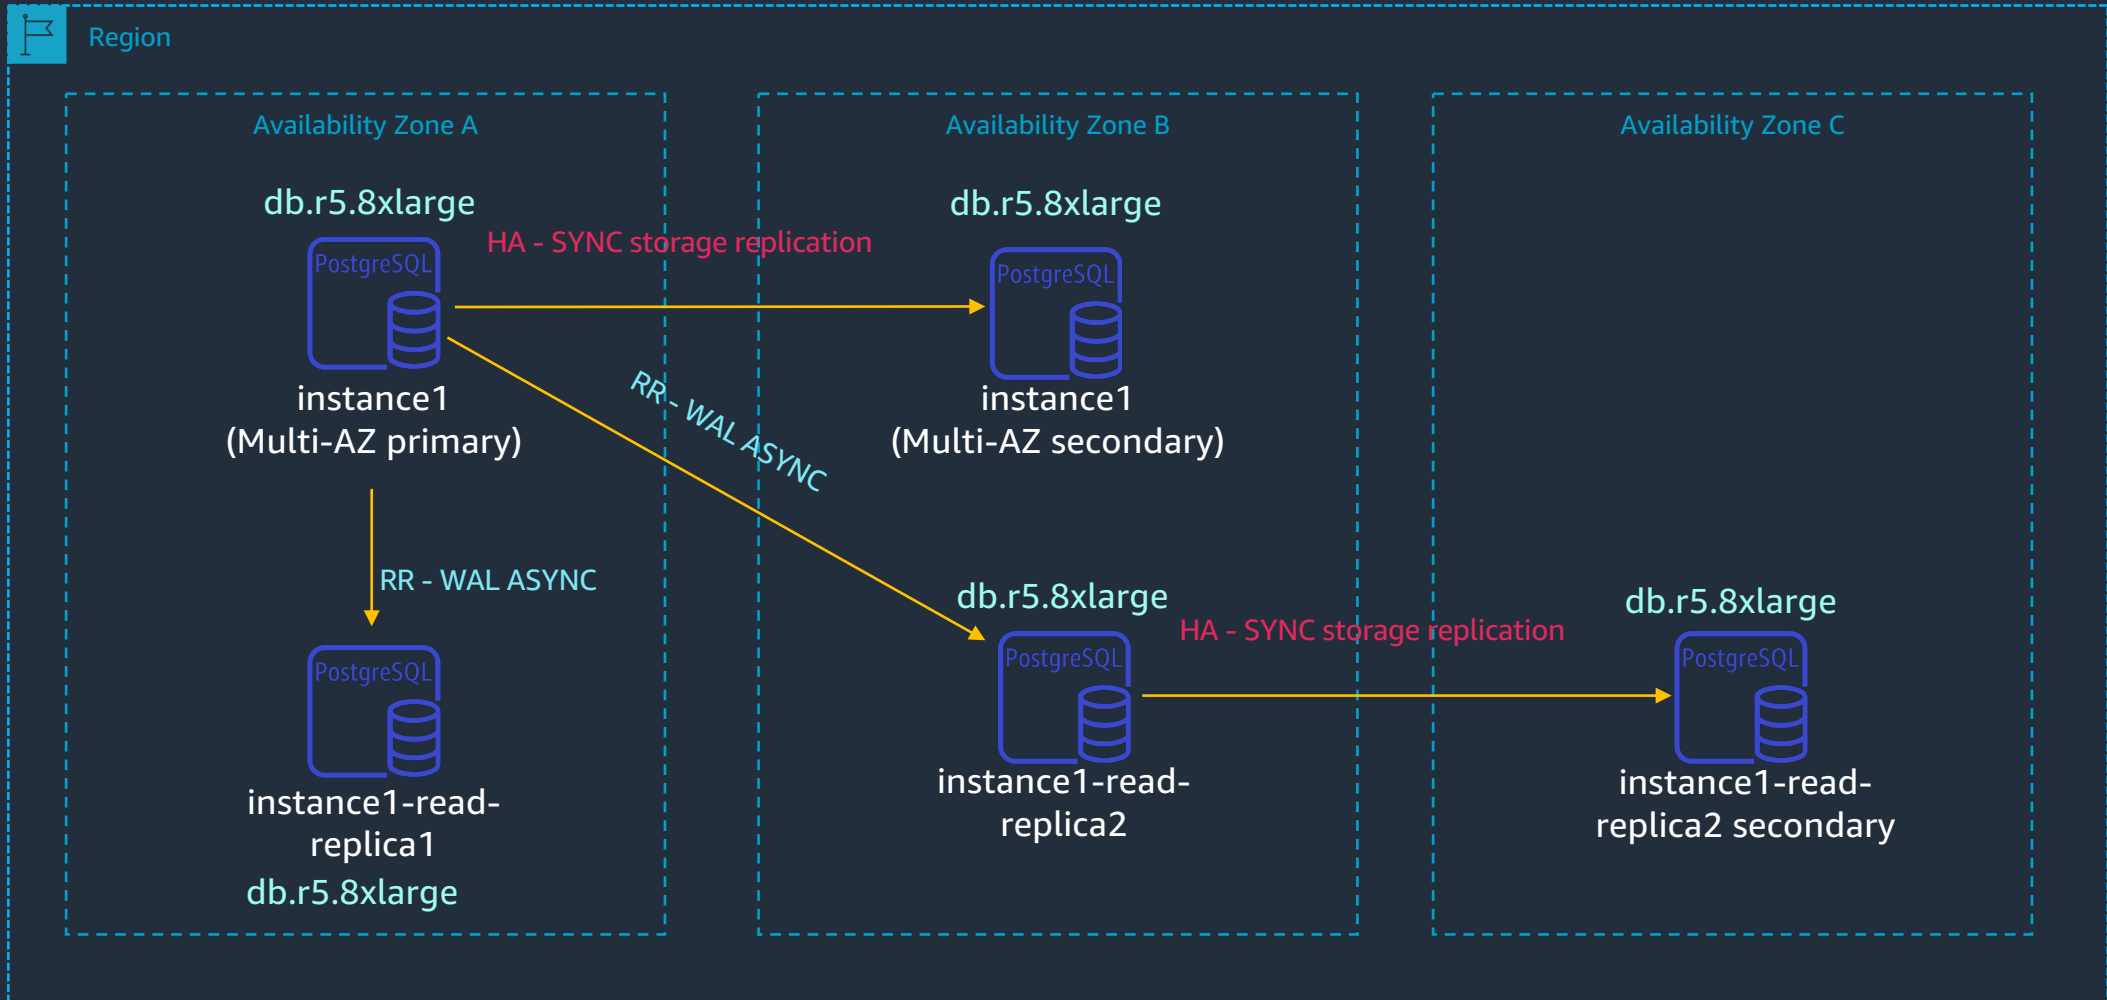 Region
Availability Zone A
Availability Zone B
Availability Zone C
db.r5.8xlarge
db.r5.8xlarge
HA - SYNC storage replication
PostgreSQL
PostgreSQL
instance1
(Multi-AZ primary)
instance1
(Multi-AZ secondary)
RR - WAL ASYNC
RR - WAL ASYNC
db.r5.8xlarge
db.r5.8xlarge
HA - SYNC storage replication
PostgreSQL
PostgreSQL
PostgreSQL
instance1-read-
replica1
db.r5.8xlarge
instance1-read-
replica2
instance1-read-
replica2 secondary